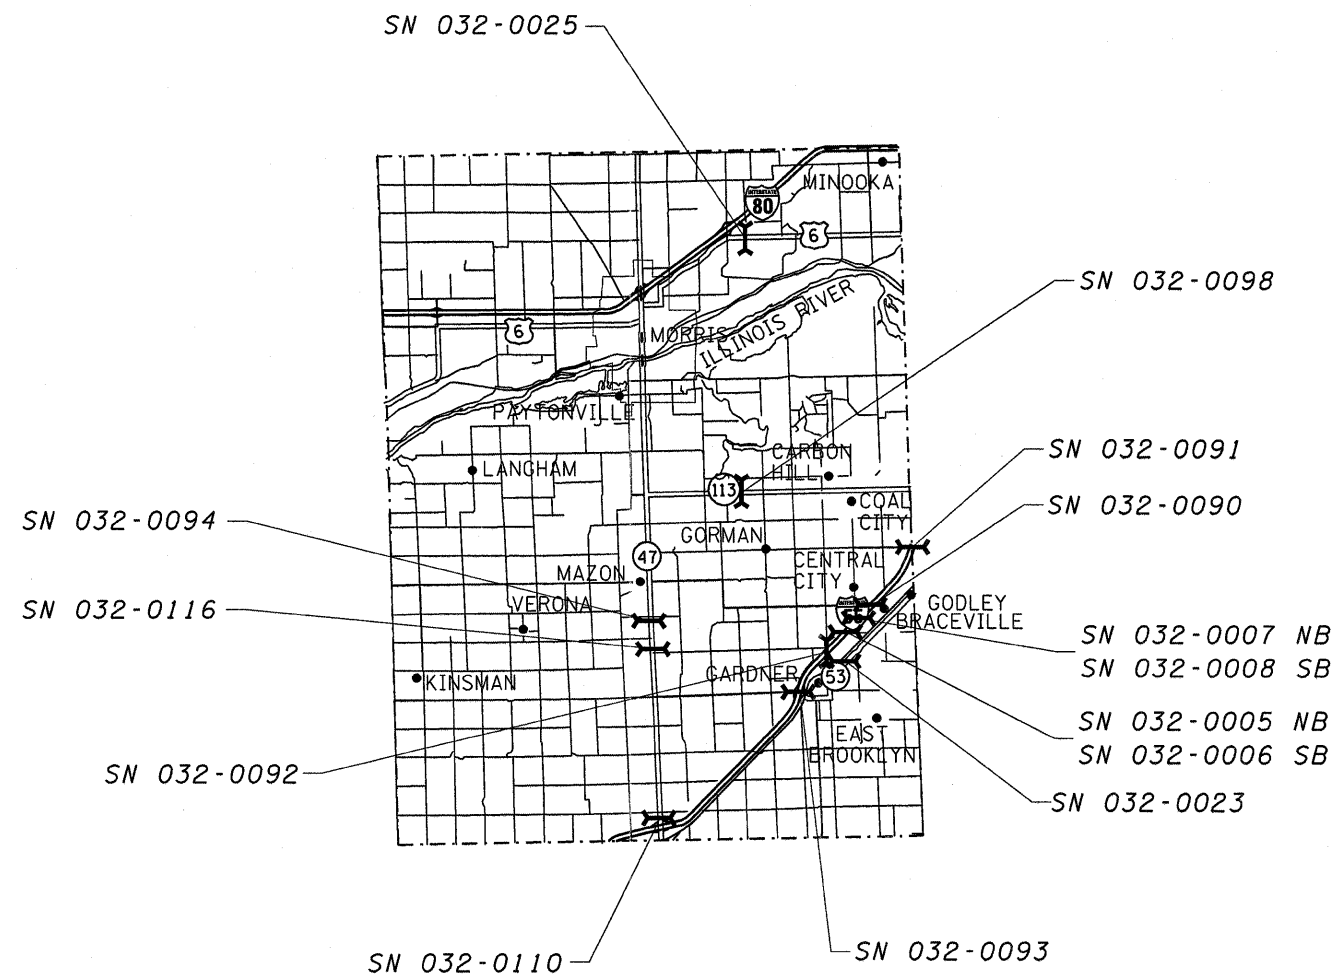 SN 032-0025
MINOOKA
INTERSTATE
80
6
SN 032-0098
ILLINOIS RIVER
6
MORRIS
PAYTONVILLE
CARBON
HILL
SN 032-0091
LANGHAM
113
COAL
CITY
SN 032-0090
SN 032-0094
GORMAN
47
CENTRAL
CITY
MAZON
VERONA
SN 032-0116
INTERSTATE
55
GODLEY
BRACEVILLE
SN 032-0007 NB
SN 032-0008 SB
GARDNER
53
KINSMAN
SN 032-0005 NB
SN 032-0006 SB
EAST
BROOKLYN
SN 032-0092
SN 032-0023
SN 032-0093
SN 032-0110